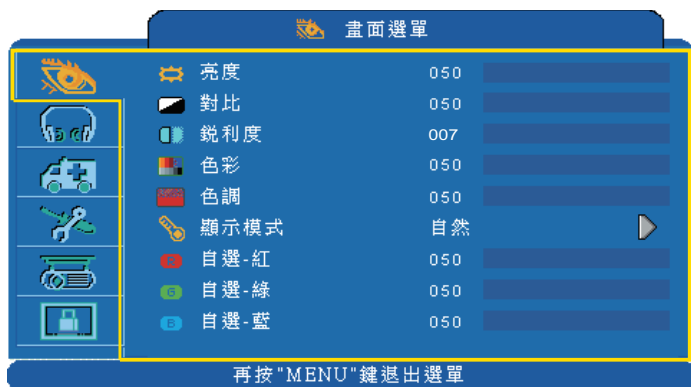 畫面選單
亮度 050
對比 050
銳利度 007
色彩 050
色調 050
顯示模式 自然
R 自選-紅 050
G 自選-綠 050
B 自選-藍 050
再按"MENU"鍵退出選單